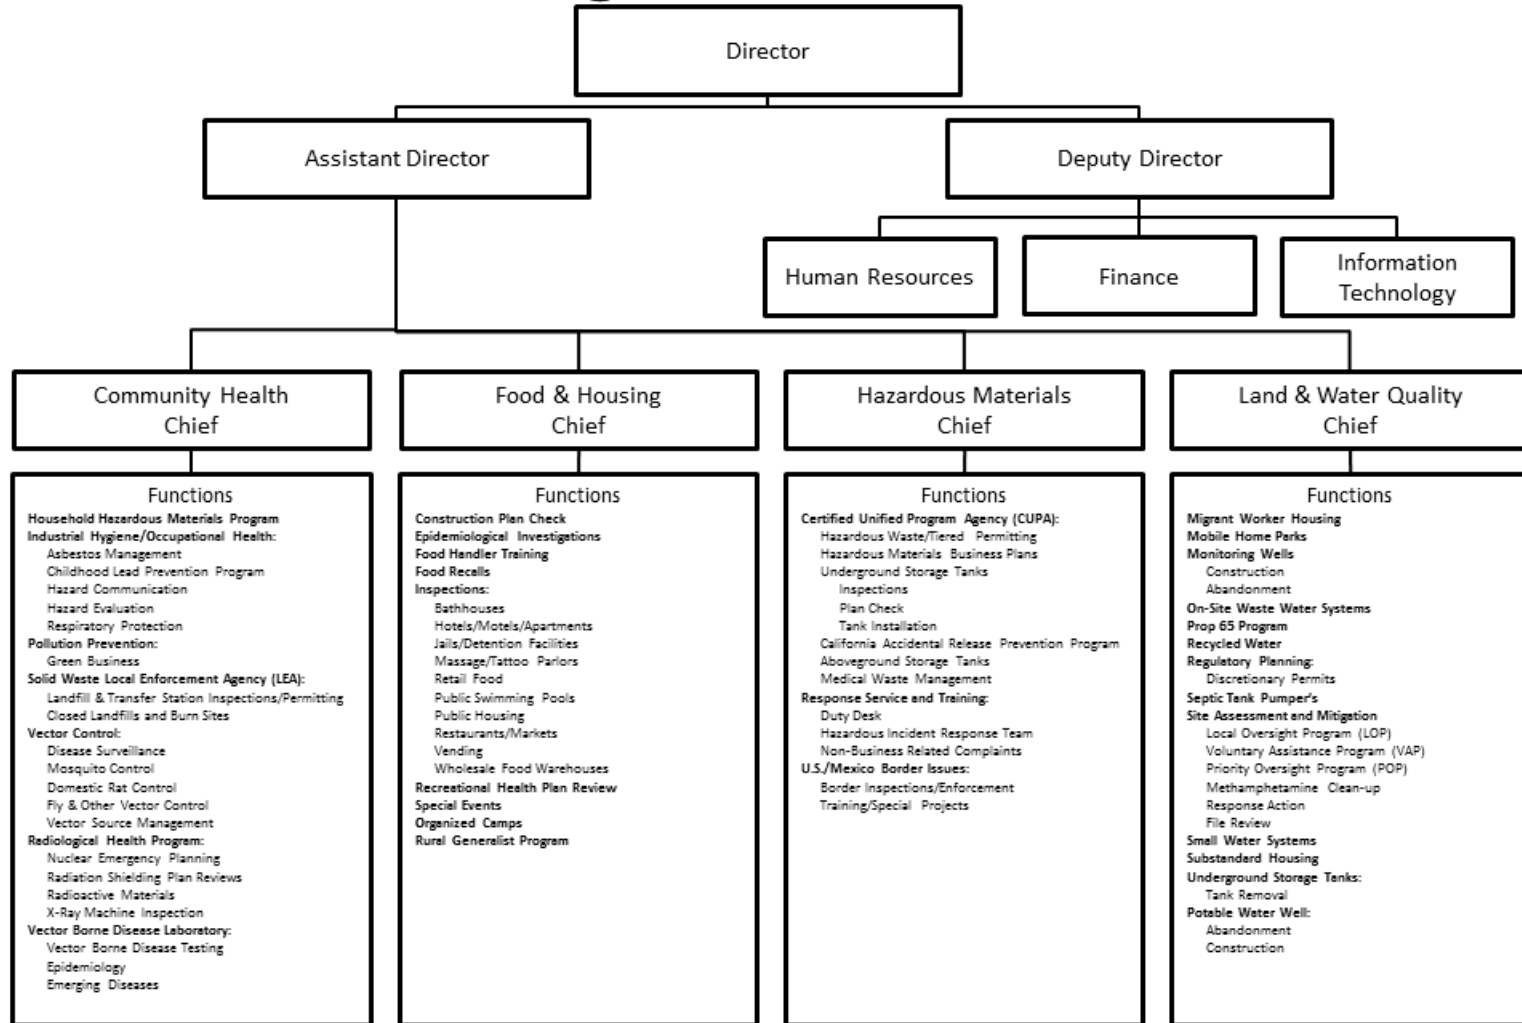 Director
Assistant Director
Deputy Director
Human Resources
Finance
Information
Technology
Community Health
Chief
Food & Housing
Chief
Hazardous Materials
Chief
Land & Water Quality
Chief
Functions
Household Hazardous Materials Program
Industrial Hygiene/Occupational Health:
Asbestos Management
Childhood Lead Prevention Program
Hazard Communication
Hazard Evaluation
Respiratory Protection
Pollution Prevention:
Green Business
Solid Waste Local Enforcement Agency (LEA):
Landfill & Transfer Station Inspections/Permitting
Closed Landfills and Burn Sites
Vector Control:
Disease Surveillance
Mosquito Control
Domestic Rat Control
Fly & Other Vector Control
Vector Source Management
Radiological Health Program:
Nuclear Emergency Planning
Radiation Shielding Plan Reviews
Radioactive Materials
X-Ray Machine Inspection
Vector Borne Disease Laboratory:
Vector Borne Disease Testing
Epidemiology
Emerging Diseases
Functions
Construction Plan Check
Epidemiological Investigations
Food Handler Training
Food Recalls
Inspections:
Bathhouses
Hotels/Motels/Apartments
Jails/Detention Facilities
Massage/Tattoo Parlors
Retail Food
Public Swimming Pools
Public Housing
Restaurants/Markets
Vending
Wholesale Food Warehouses
Recreational Health Plan Review
Special Events
Organized Camps
Rural Generalist Program
Functions
Certified Unified Program Agency (CUPA):
Hazardous Waste/Tiered Permitting
Hazardous Materials Business Plans
Underground Storage Tanks
Inspections
Plan Check
Tank Installation
California Accidental Release Prevention Program
Aboveground Storage Tanks
Medical Waste Management
Response Service and Training:
Duty Desk
Hazardous Incident Response Team
Non-Business Related Complaints
U.S./Mexico Border Issues:
Border Inspections/Enforcement
Training/Special Projects
Functions
Migrant Worker Housing
Mobile Home Parks
Monitoring Wells
Construction
Abandonment
On-Site Waste Water Systems
Prop 65 Program
Recycled Water
Regulatory Planning:
Discretionary Permits
Septic Tank Pumper's
Site Assessment and Mitigation
Local Oversight Program (LOP)
Voluntary Assistance Program (VAP)
Priority Oversight Program (POP)
Methamphetamine Clean-up
Response Action
File Review
Small Water Systems
Substandard Housing
Underground Storage Tanks:
Tank Removal
Potable Water Well:
Abandonment
Construction